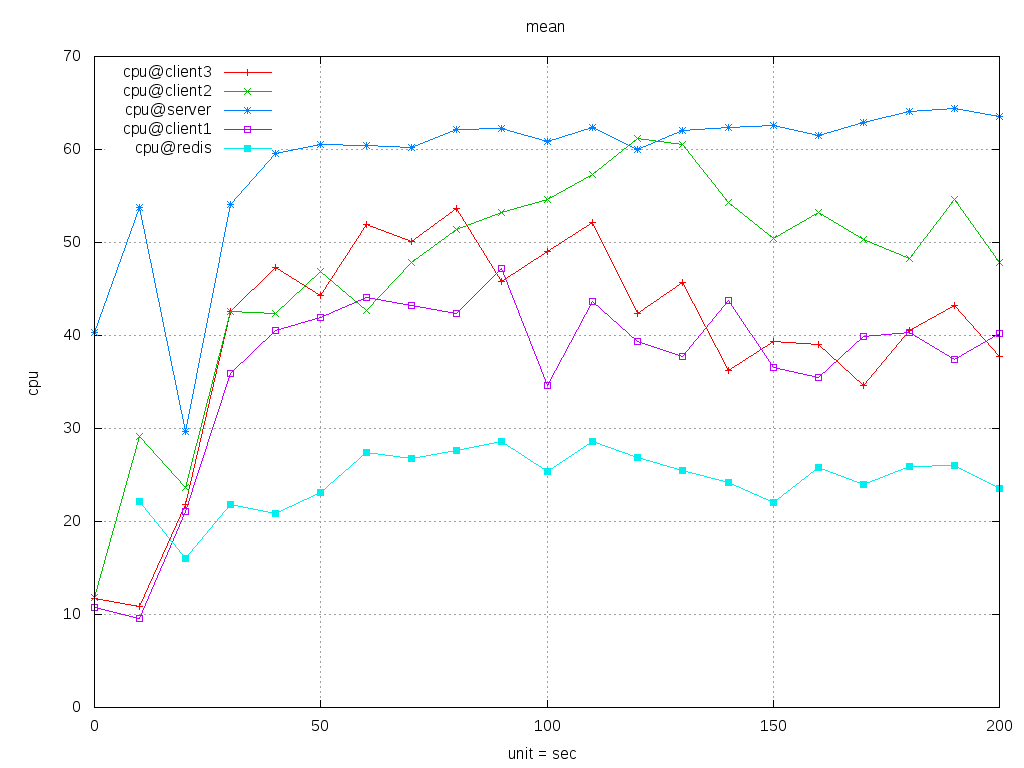 mean
70
60
50
40
30
20
10
0
cpu
cpu@client3
cpu@client2
cpu@server
cpu@client1
cpu@redis
0 50 100 150 200
unit = sec